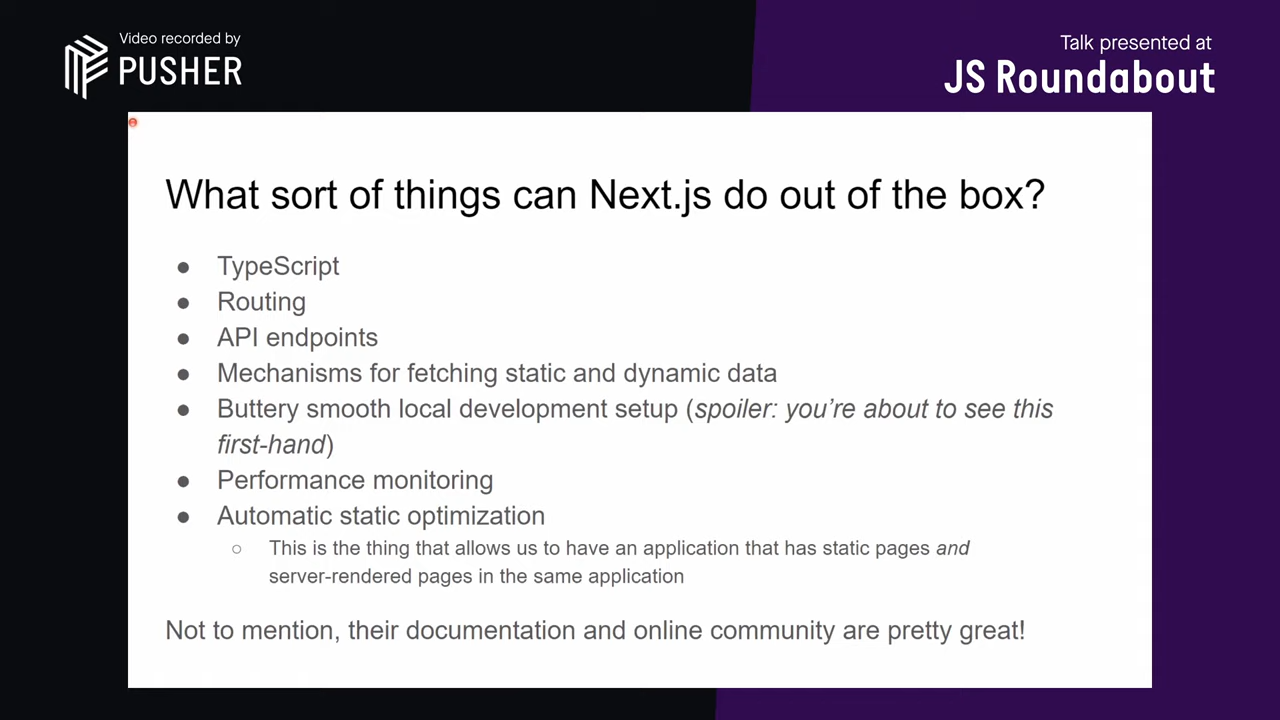 Video recorded by
PUSHER
Talk presented at
JS Roundabout
What sort of things can Next.js do out of the box?
● TypeScript
● Routing
● API endpoints
● Mechanisms for fetching static and dynamic data
● Buttery smooth local development setup (spoiler: you’re about to see this
first-hand)
● Performance monitoring
● Automatic static optimization
○ This is the thing that allows us to have an application that has static pages and
server-rendered pages in the same application
Not to mention, their documentation and online community are pretty great!